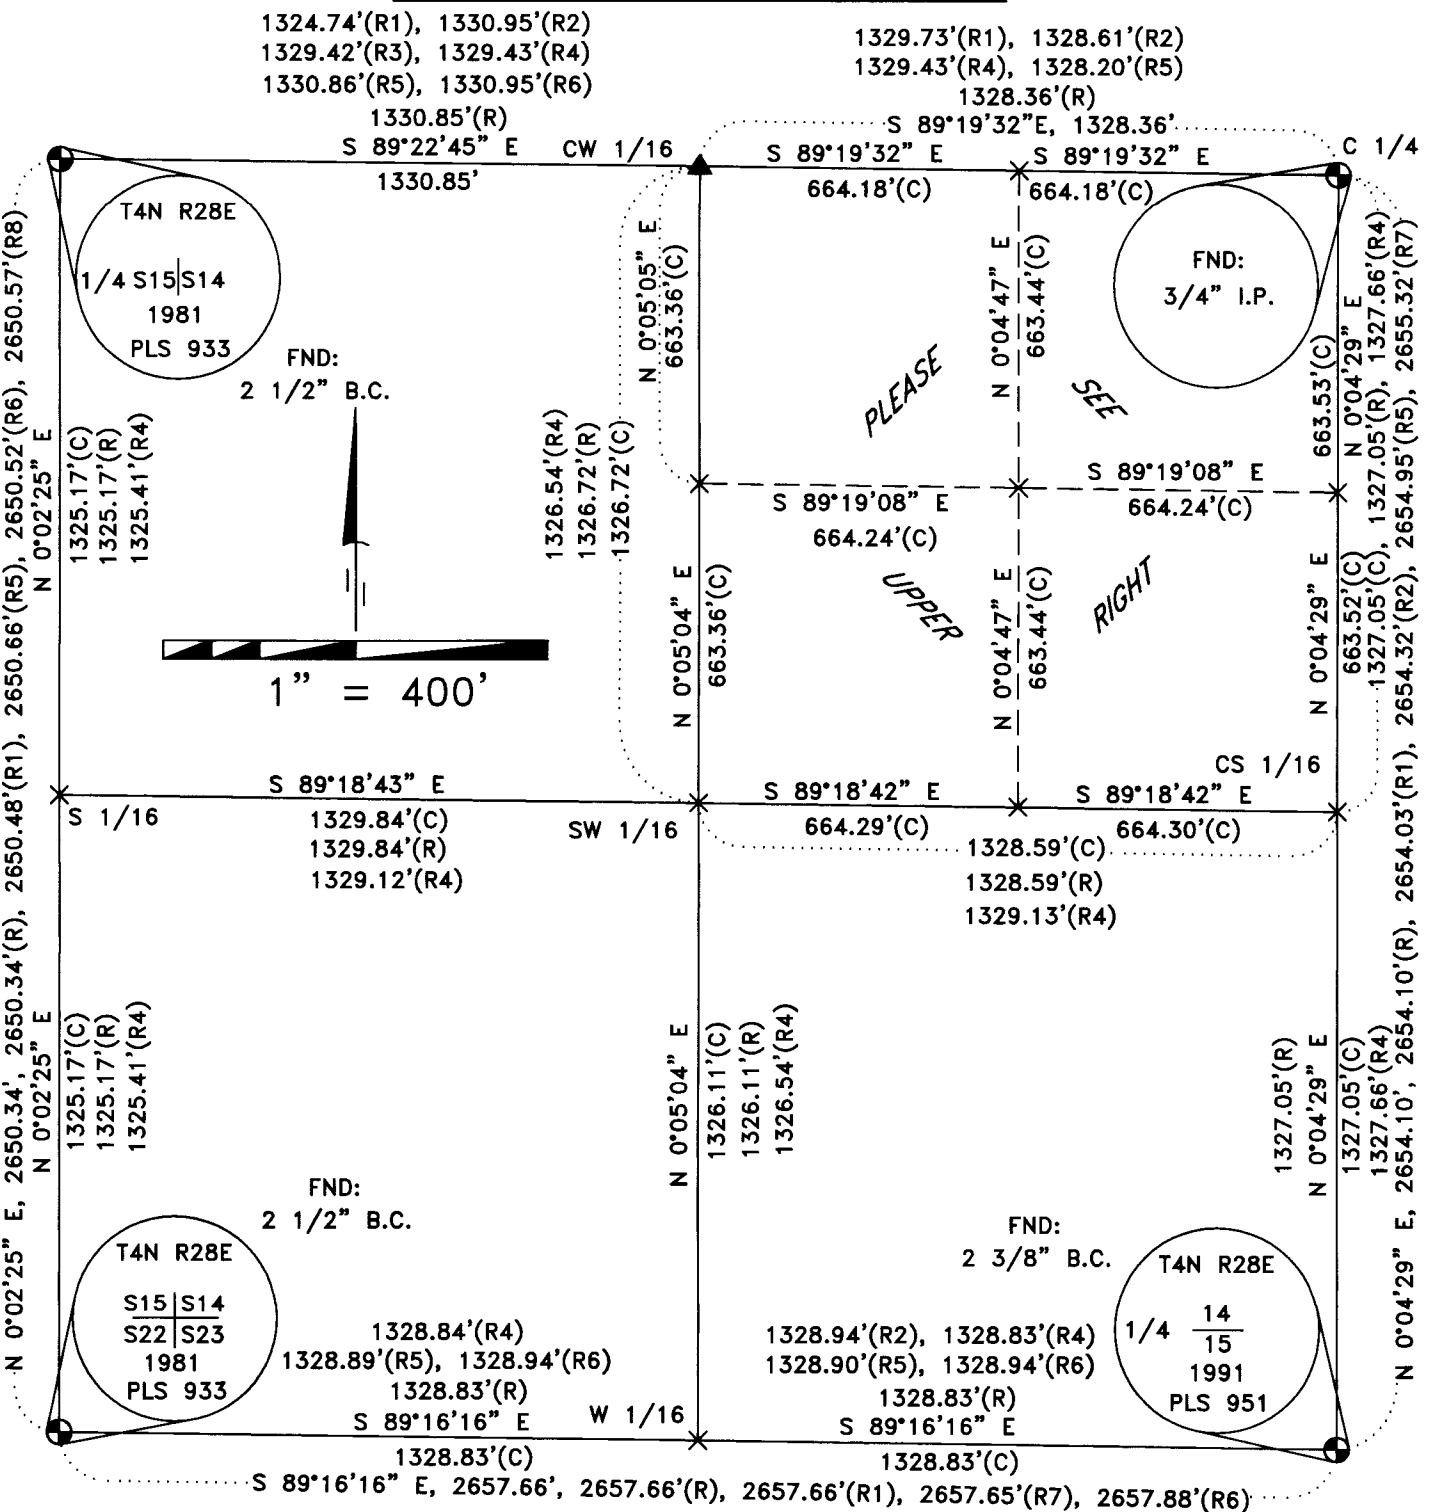 1324.74'(R1), 1330.95'(R2)
1329.42'(R3), 1329.43'(R4)
1330.86'(R5), 1330.95'(R6)
1330.85'(R)
S 89°22'45" E
1330.85'
CW 1/16
1329.73'(R1), 1328.61'(R2)
1329.43'(R4), 1328.20'(R5)
1328.36'(R)
S 89°19'32"E, 1328.36'
S 89°19'32" E
664.18'(C)
S 89°19'32" E
664.18'(C)
C 1/4
T4N R28E
1/4 S15|S14
1981
PLS 933
FND:
2 1/2" B.C.
FND:
3/4" I.P.
N 0°05'05" E
663.36'(C)
N 0°04'47" E
663.44'(C)
663.53'(C)
N 0°04'29" E
PLEASE
SEE
UPPER
RIGHT
N 0°02'25" E
1325.17'(C)
1325.17'(R)
1325.41'(R4)
1326.54'(R4)
1326.72'(R)
1326.72'(C)
S 89°19'08" E
664.24'(C)
S 89°19'08" E
664.24'(C)
N 0°05'04" E
663.36'(C)
N 0°04'47" E
663.44'(C)
N 0°04'29" E
663.52'(C)
1327.05'(C), 1327.05'(R), 1327.66'(R4)
1" = 400'
S 89°18'43" E
S 1/16
1329.84'(C)
1329.84'(R)
1329.12'(R4)
SW 1/16
S 89°18'42" E
664.29'(C)
S 89°18'42" E
664.30'(C)
CS 1/16
1328.59'(C)
1328.59'(R)
1329.13'(R4)
N 0°02'25" E
1325.17'(C)
1325.17'(R)
1325.41'(R4)
N 0°05'04" E
1326.11'(C)
1326.11'(R)
1326.54'(R4)
1327.05'(R)
N 0°04'29" E
1327.05'(C)
1327.66'(R4)
N 0°02'25" E, 2650.34', 2650.34'(R), 2650.48'(R1), 2650.66'(R5), 2650.52'(R6), 2650.57'(R8)
N 0°04'29" E, 2654.10', 2654.10'(R), 2654.03'(R1), 2654.32'(R2), 2654.95'(R5), 2655.32'(R7)
FND:
2 1/2" B.C.
T4N R28E
S15|S14
S22|S23
1981
PLS 933
1328.84'(R4)
1328.89'(R5), 1328.94'(R6)
1328.83'(R)
S 89°16'16" E
1328.83'(C)
W 1/16
FND:
2 3/8" B.C.
T4N R28E
1/4 14
15
1991
PLS 951
1328.94'(R2), 1328.83'(R4)
1328.90'(R5), 1328.94'(R6)
1328.83'(R)
S 89°16'16" E
1328.83'(C)
S 89°16'16" E, 2657.66', 2657.66'(R), 2657.66'(R1), 2657.65'(R7), 2657.88'(R6)